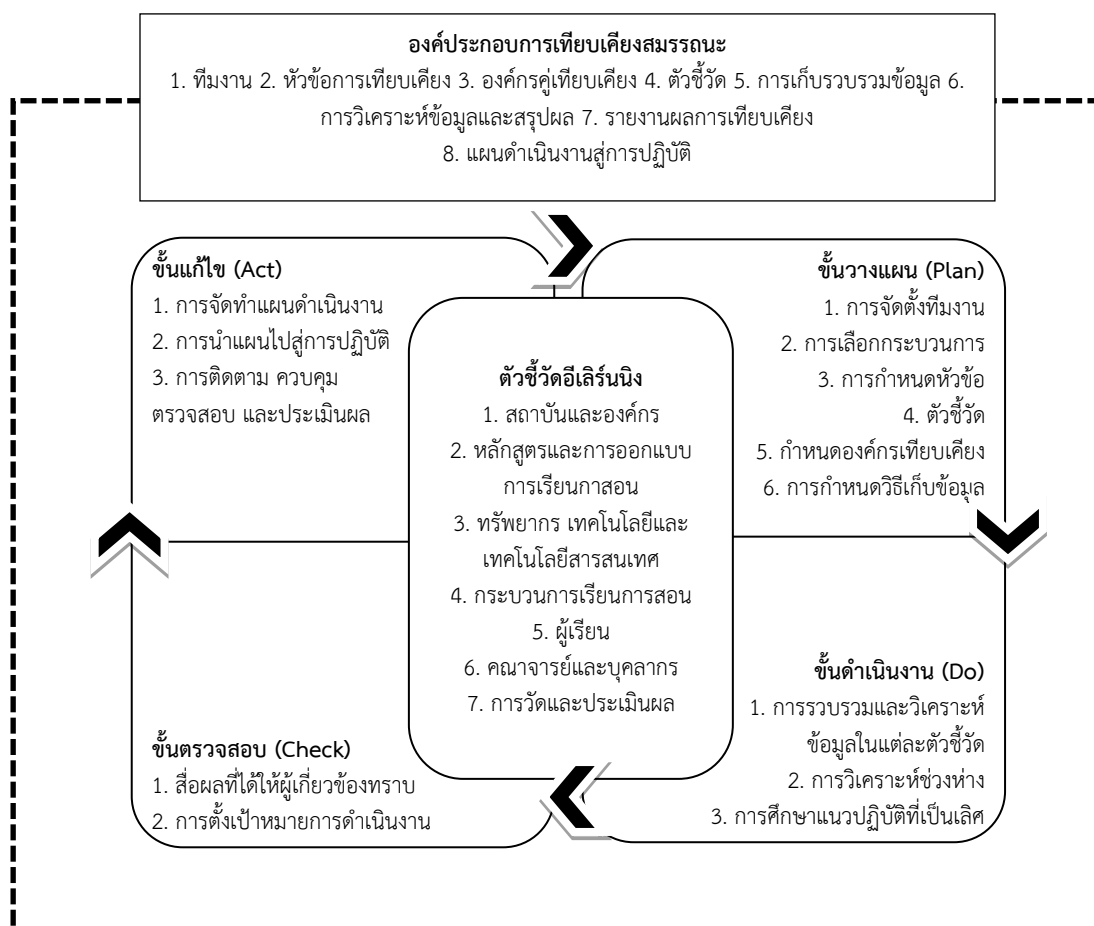 องค์ประกอบการเทียบเคียงสมรรถนะ
1. ทีมงาน 2. หัวข้อการเทียบเคียง 3. องค์กรคู่เทียบเคียง 4. ตัวชี้วัด 5. การเก็บรวบรวมข้อมูล 6.
การวิเคราะห์ข้อมูลและสรุปผล 7. รายงานผลการเทียบเคียง
8. แผนดำเนินงานสู่การปฏิบัติ
ขั้นแก้ไข (Act)
1. การจัดทำแผนดำเนินงาน
2. การนำแผนไปสู่การปฏิบัติ
3. การติดตาม ควบคุม
ตรวจสอบ และประเมินผล
ขั้นวางแผน (Plan)
1. การจัดตั้งทีมงาน
2. การเลือกกระบวนการ
3. การกำหนดหัวข้อ
4. ตัวชี้วัด
5. กำหนดองค์กรเทียบเคียง
6. การกำหนดวิธีเก็บข้อมูล
ตัวชี้วัดอีเลิร์นนิง
1. สถาบันและองค์กร
2. หลักสูตรและการออกแบบ
การเรียนกาสอน
3. ทรัพยากร เทคโนโลยีและ
เทคโนโลยีสารสนเทศ
4. กระบวนการเรียนการสอน
5. ผู้เรียน
6. คณาจารย์และบุคลากร
7. การวัดและประเมินผล
ขั้นตรวจสอบ (Check)
1. สื่อผลที่ได้ให้ผู้เกี่ยวข้องทราบ
2. การตั้งเป้าหมายการดำเนินงาน
ขั้นดำเนินงาน (Do)
1. การรวบรวมและวิเคราะห์
ข้อมูลในแต่ละตัวชี้วัด
2. การวิเคราะห์ช่วงห่าง
3. การศึกษาแนวปฏิบัติที่เป็นเลิศ